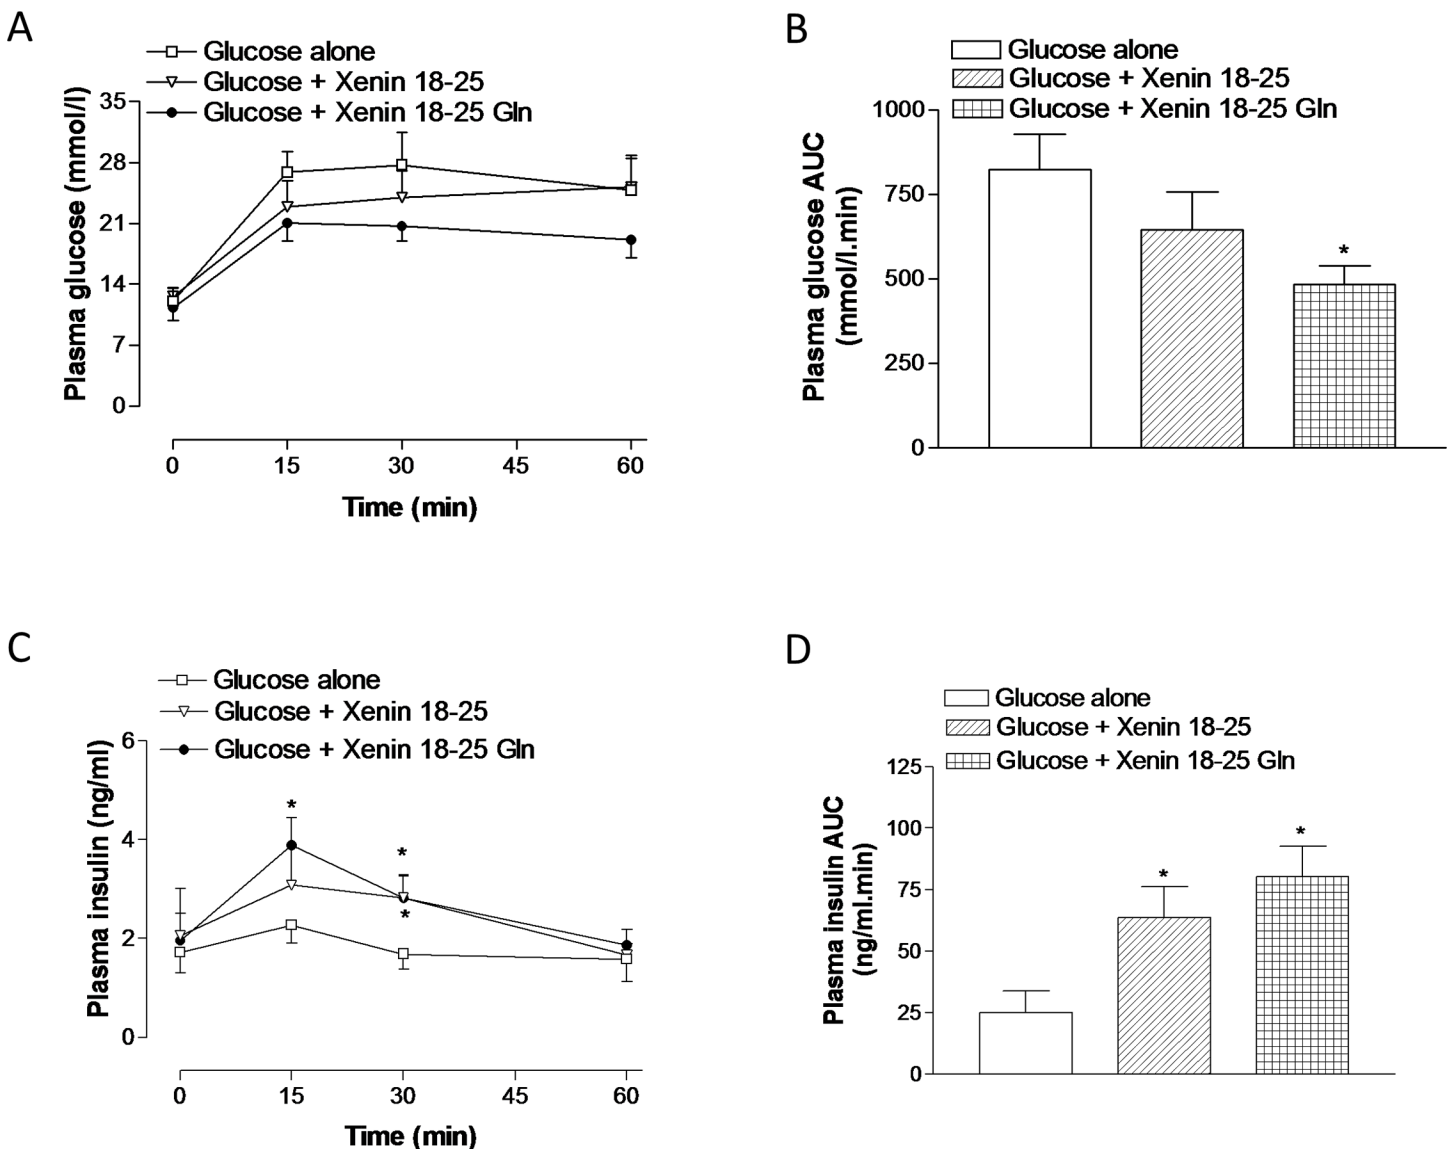 A
Glucose alone
Glucose + Xenin 18-25
Glucose + Xenin 18-25 Gln
35
28
21
14
7
0
Plasma glucose (mmol/l)
0 15 30 45 60
Time (min)
B
Glucose alone
Glucose + Xenin 18-25
Glucose + Xenin 18-25 Gln
1000
750
500
250
0
Plasma glucose AUC
(mmol/l.min)
*
C
Glucose alone
Glucose + Xenin 18-25
Glucose + Xenin 18-25 Gln
6
4
2
0
Plasma insulin (ng/ml)
*
*
*
0 15 30 45 60
Time (min)
D
Glucose alone
Glucose + Xenin 18-25
Glucose + Xenin 18-25 Gln
125
100
75
50
25
0
Plasma insulin AUC
(ng/ml.min)
*
*